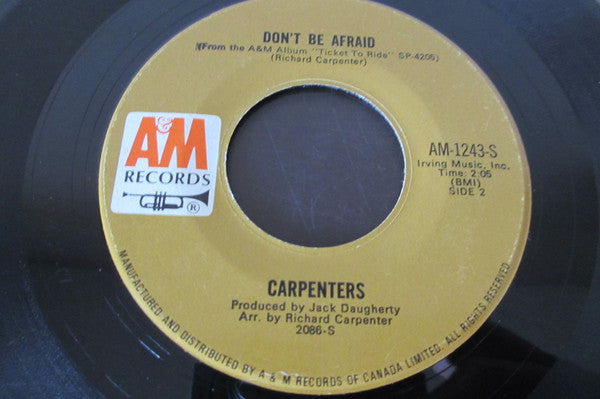 DON'T BE AFRAID
(From the A&M Album "Ticket To Ride" SP-4205)
(Richard Carpenter)
A&M
RECORDS
®
AM-1243-S
Irving Music, Inc.
Time: 2:05
(BMI)
SIDE 2
CARPENTERS
Produced by Jack Daugherty
Arr. by Richard Carpenter
2086-S
MANUFACTURED AND DISTRIBUTED BY A & M RECORDS OF CANADA LIMITED. ALL RIGHTS RESERVED.